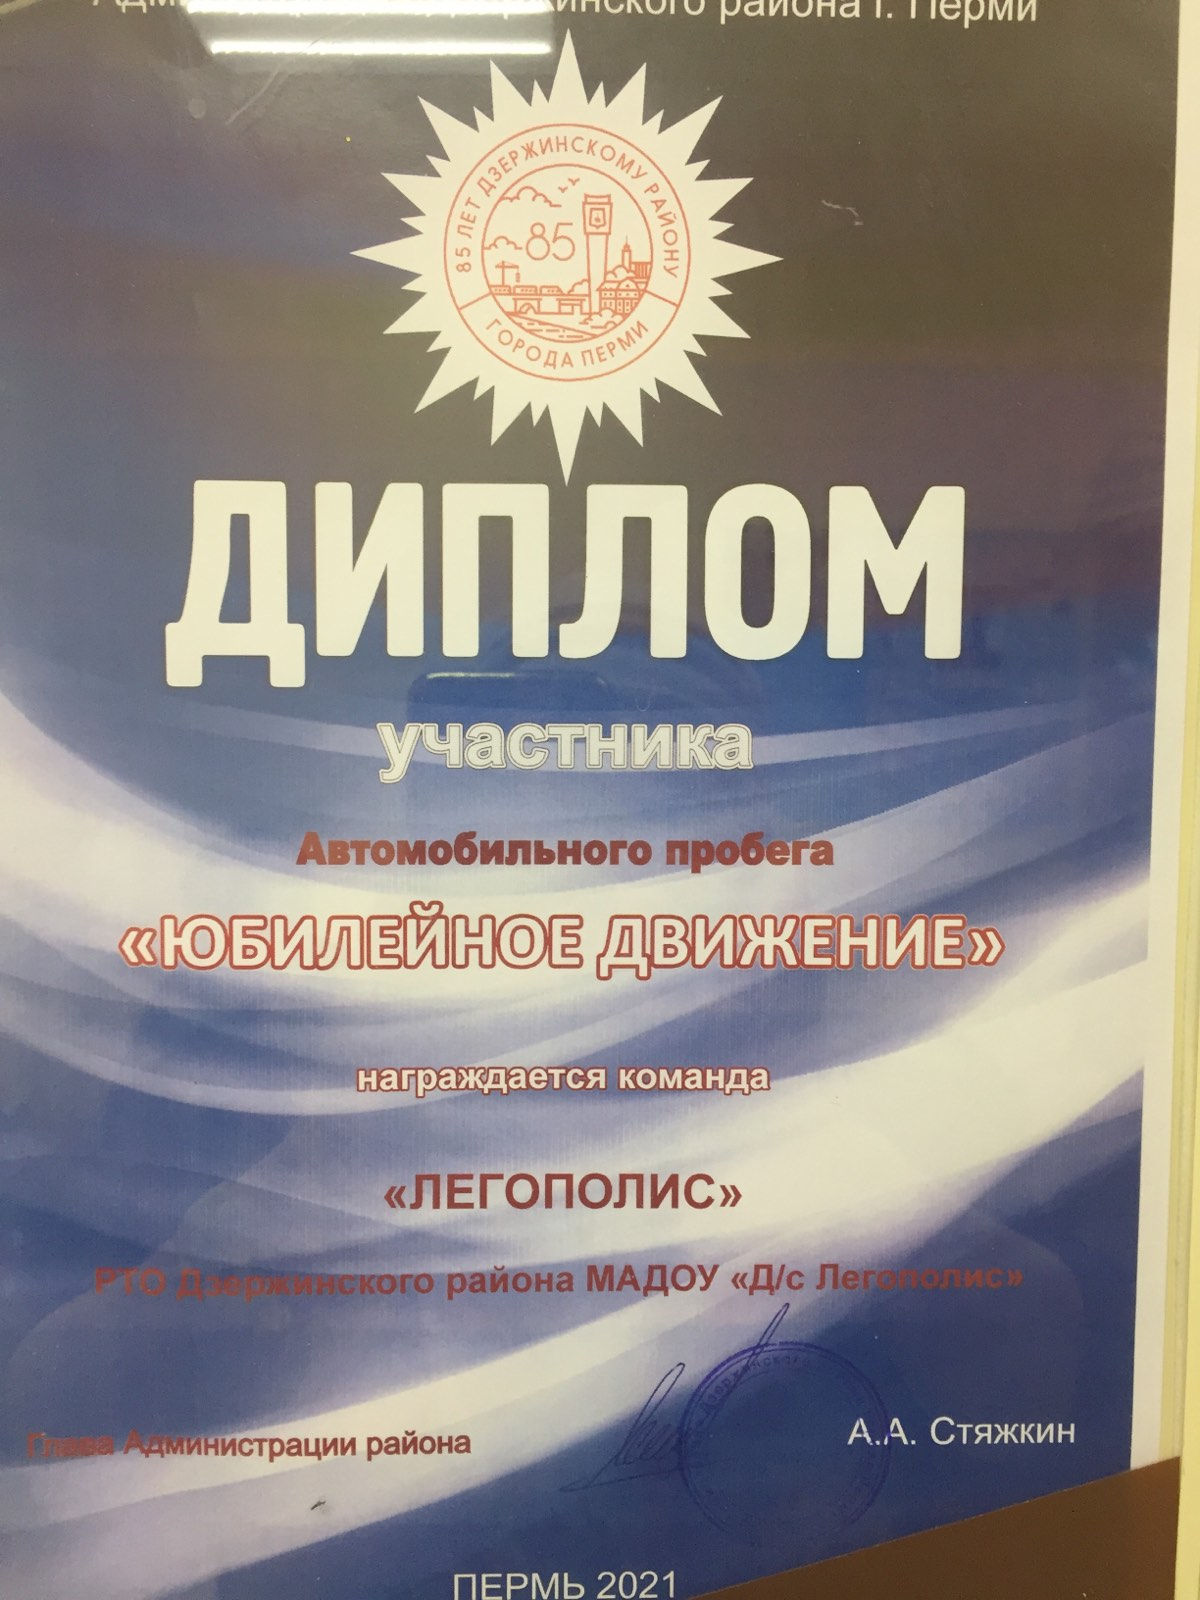 района г. Перми
85 ЛЕТ ДЗЕРЖИНСКОМУ РАЙОНУ
85
ГОРОДА ПЕРМИ
ДИПЛОМ
участника
Автомобильного пробега
«ЮБИЛЕЙНОЕ ДВИЖЕНИЕ»
награждается команда
«ЛЕГОПОЛИС»
РТО Дзержинского района МАДОУ «Д/с Легополис»
Глава Администрации района
А.А. Стяжкин
ПЕРМЬ 2021